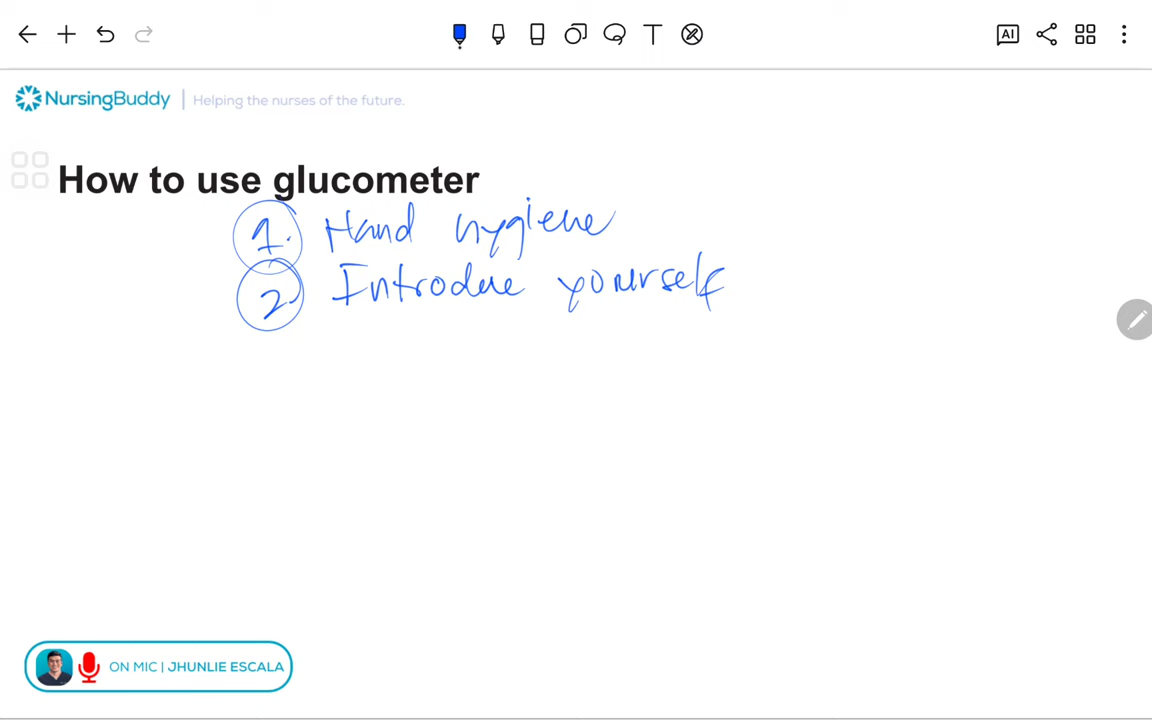 AI
NursingBuddy | Helping the nurses of the future.
How to use glucometer
1. Hand hygiene
2. Introdue yourself
ON MIC | JHUNLIE ESCALA